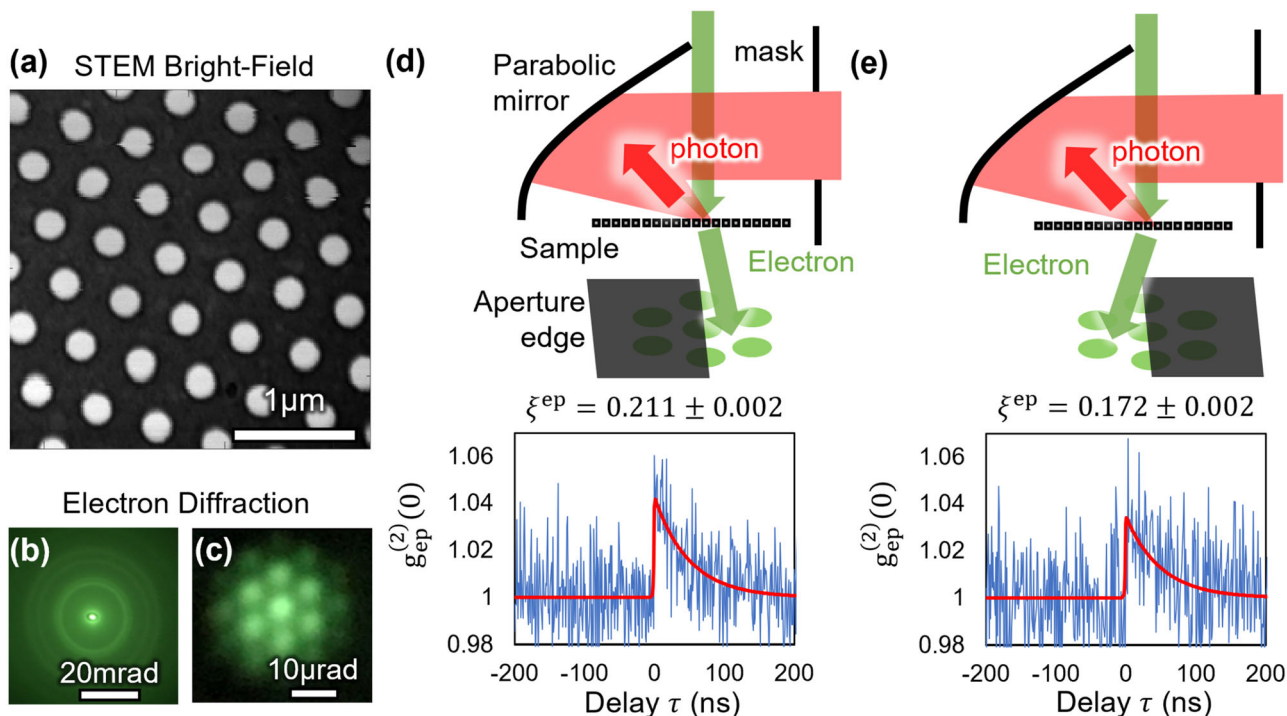 (a)
STEM Bright-Field
1μm
Electron Diffraction
(b)
20mrad
(c)
10μrad
(d)
Parabolic
mirror
mask
photon
Sample
Electron
Aperture
edge
ξ^ep = 0.211 ± 0.002
g_ep^(2)(0)
1.06
1.04
1.02
1
0.98
-200 -100 0 100 200
Delay τ (ns)
(e)
photon
Electron
ξ^ep = 0.172 ± 0.002
g_ep^(2)(0)
1.06
1.04
1.02
1
0.98
-200 -100 0 100 200
Delay τ (ns)